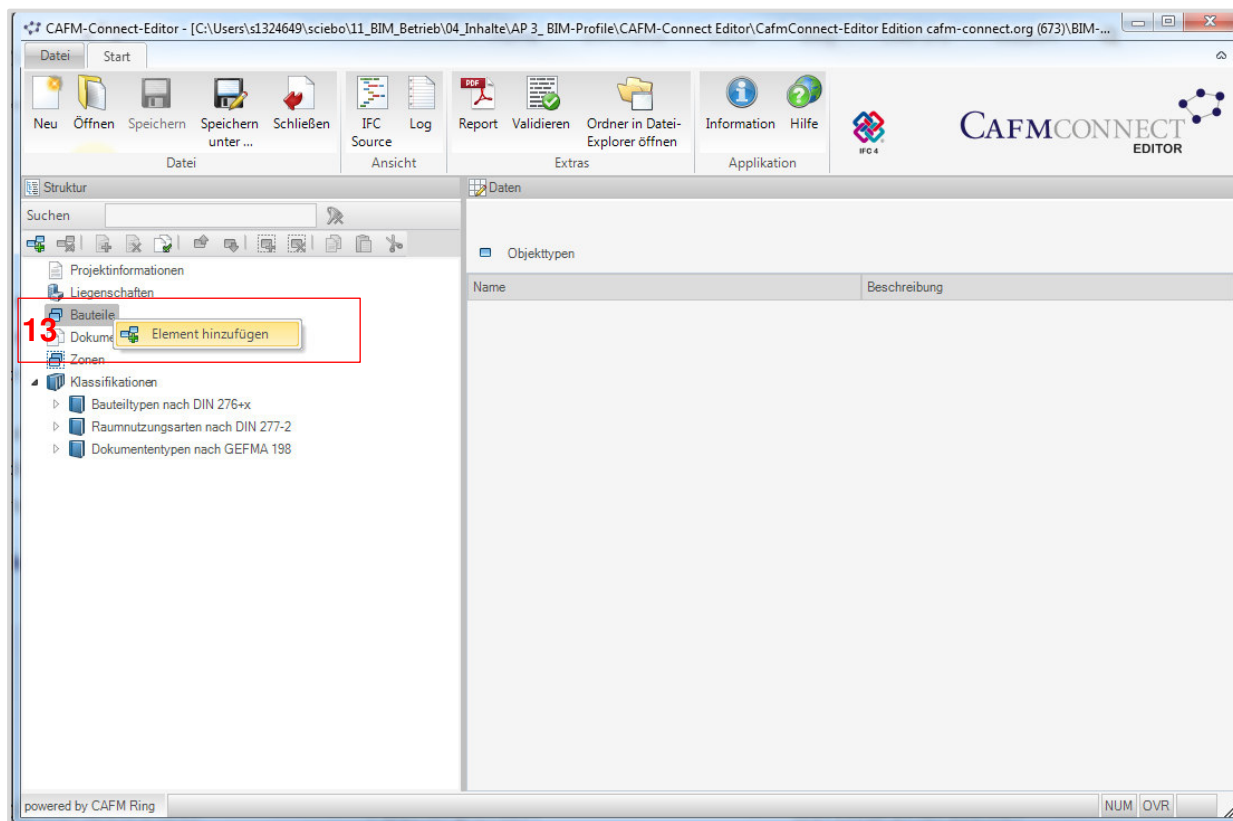 CAFM-Connect-Editor - [C:\Users\s1324649\sciebo\11_BIM_Betrieb\04_Inhalte\AP 3_ BIM-Profile\CAFM-Connect Editor\CafmConnect-Editor Edition cafm-connect.org (673)\BIM-...
Datei Start
Neu Öffnen Speichern Speichern unter ... Schließen IFC Source Log Report Validieren Ordner in Datei-Explorer öffnen Information Hilfe
IFC 4
CAFMCONNECT
EDITOR
Datei Ansicht Extras Applikation
Struktur
Daten
Suchen
Projektinformationen
Objekttypen
Liegenschaften
Name Beschreibung
Bauteile
13
Element hinzufügen
Dokume
Zonen
Klassifikationen
Bauteiltypen nach DIN 276+x
Raumnutzungsarten nach DIN 277-2
Dokumententypen nach GEFMA 198
powered by CAFM Ring
NUM OVR